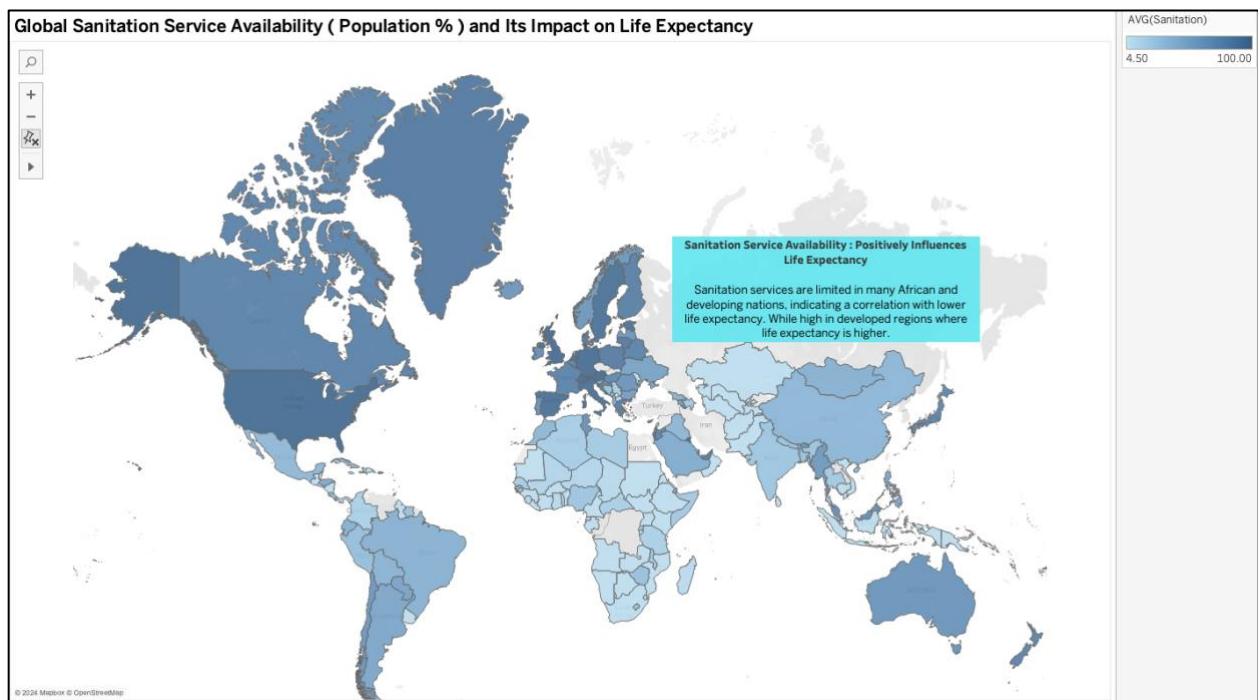 Global Sanitation Service Availability ( Population % ) and Its Impact on Life Expectancy
AVG(Sanitation)
4.50 100.00
Sanitation Service Availability : Positively Influences
Life Expectancy
Sanitation services are limited in many African and
developing nations, indicating a correlation with lower
life expectancy. While high in developed regions where
life expectancy is higher.
Turkey
Iran
Egypt
© 2024 Mapbox © OpenStreetMap